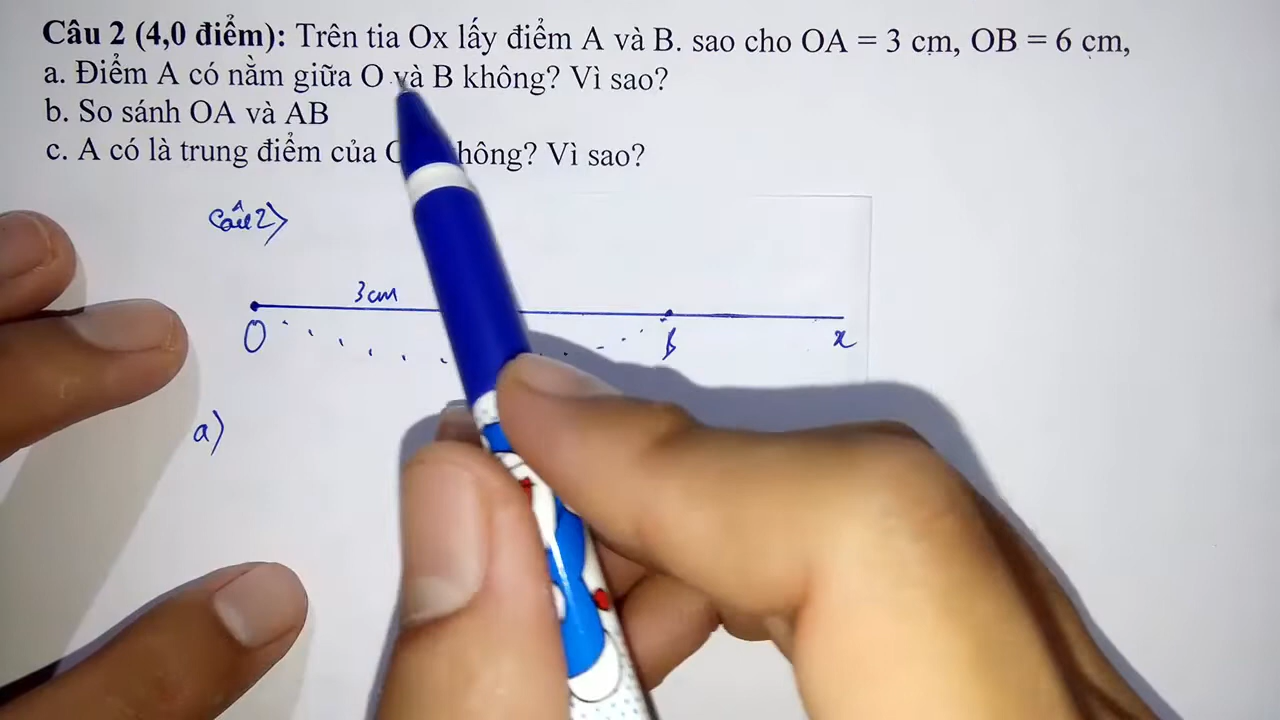 Câu 2 (4,0 điểm): Trên tia Ox lấy điểm A và B. sao cho OA = 3 cm, OB = 6 cm,
a. Điểm A có nằm giữa O và B không? Vì sao?
b. So sánh OA và AB
c. A có là trung điểm của không? Vì sao?
Câu 2)
3cm
O B x
a)